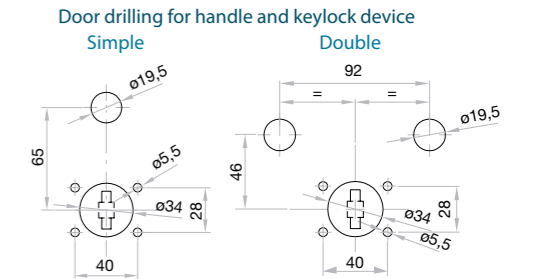 Door drilling for handle and keylock device
Simple
Double
ø19,5
65
ø5,5
ø34
28
40
92
= =
ø19,5
46
ø34
28
ø5,5
40